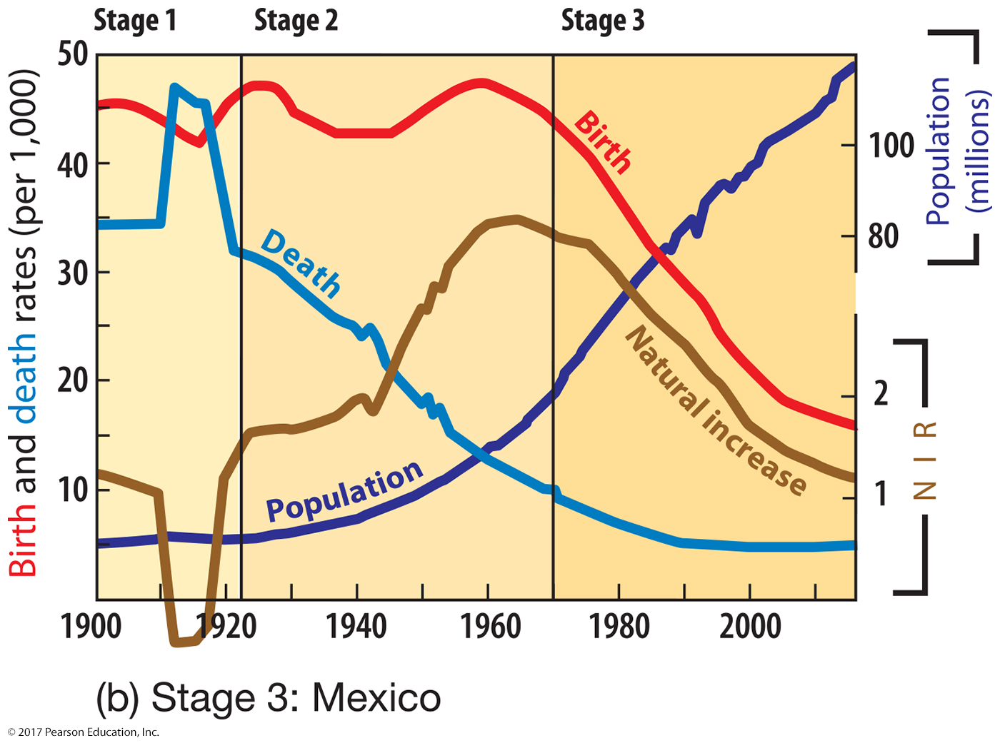 Stage 1 Stage 2 Stage 3
50
40
30
20
10
Birth and death rates (per 1,000)
Birth
Death
Population
Natural increase
100
80
Population
(millions)
2
1
NIR
1900 1920 1940 1960 1980 2000
(b) Stage 3: Mexico
© 2017 Pearson Education, Inc.